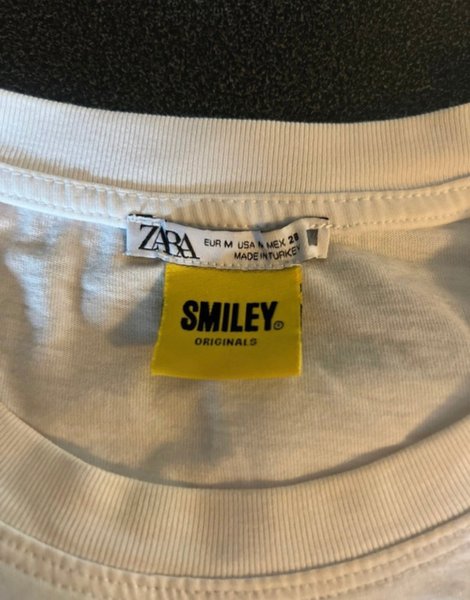 ZARA
EUR M USA M MEX 28
MADE IN TURKEY
SMILEY®
ORIGINALS